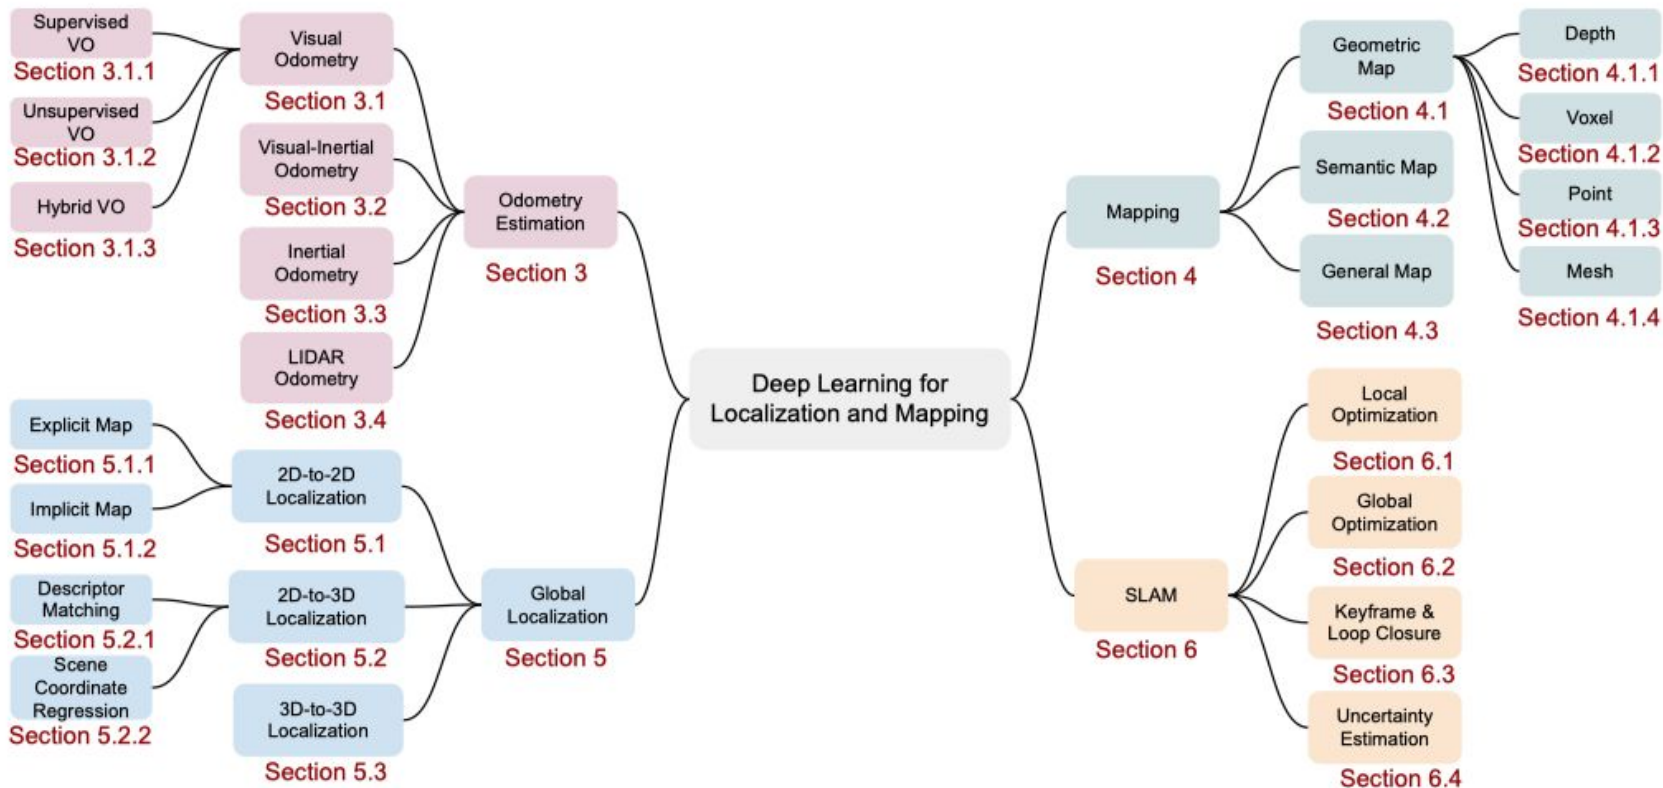 Supervised
VO
Section 3.1.1
Unsupervised
VO
Section 3.1.2
Hybrid VO
Section 3.1.3
Visual
Odometry
Section 3.1
Visual-Inertial
Odometry
Section 3.2
Inertial
Odometry
Section 3.3
LIDAR
Odometry
Section 3.4
Odometry
Estimation
Section 3
Explicit Map
Section 5.1.1
Implicit Map
Section 5.1.2
Descriptor
Matching
Section 5.2.1
Scene
Coordinate
Regression
Section 5.2.2
2D-to-2D
Localization
Section 5.1
2D-to-3D
Localization
Section 5.2
3D-to-3D
Localization
Section 5.3
Global
Localization
Section 5
Deep Learning for
Localization and Mapping
Mapping
Section 4
Geometric
Map
Section 4.1
Semantic Map
Section 4.2
General Map
Section 4.3
Depth
Section 4.1.1
Voxel
Section 4.1.2
Point
Section 4.1.3
Mesh
Section 4.1.4
SLAM
Section 6
Local
Optimization
Section 6.1
Global
Optimization
Section 6.2
Keyframe &
Loop Closure
Section 6.3
Uncertainty
Estimation
Section 6.4